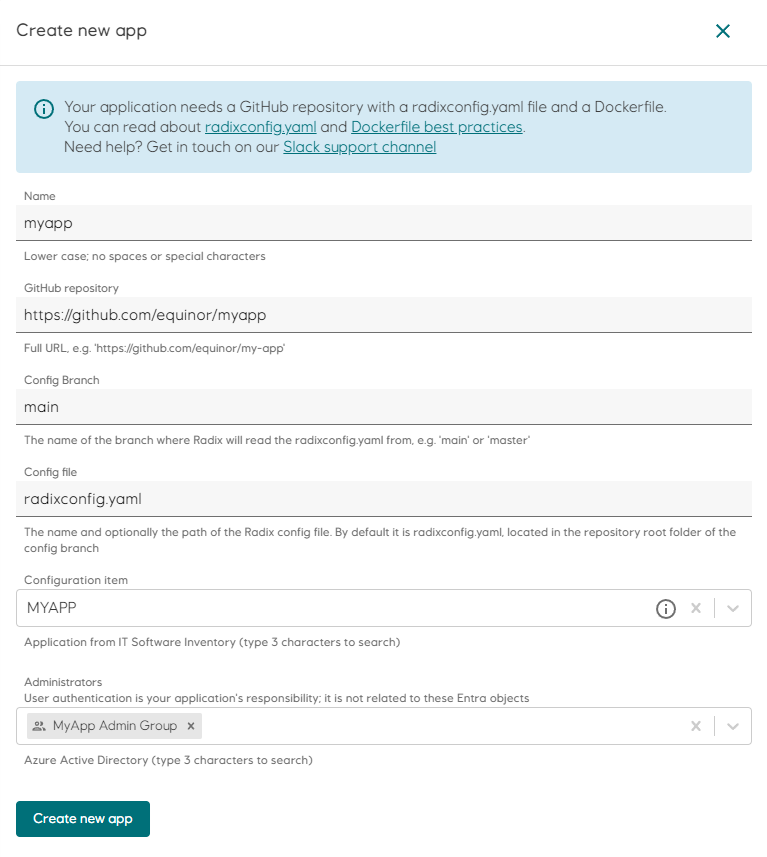 Create new app
Your application needs a GitHub repository with a radixconfig.yaml file and a Dockerfile.
You can read about radixconfig.yaml and Dockerfile best practices.
Need help? Get in touch on our Slack support channel
Name
myapp
Lower case; no spaces or special characters
GitHub repository
https://github.com/equinor/myapp
Full URL, e.g. 'https://github.com/equinor/my-app'
Config Branch
main
The name of the branch where Radix will read the radixconfig.yaml from, e.g. 'main' or 'master'
Config file
radixconfig.yaml
The name and optionally the path of the Radix config file. By default it is radixconfig.yaml, located in the repository root folder of the
config branch
Configuration item
MYAPP
Application from IT Software Inventory (type 3 characters to search)
Administrators
User authentication is your application's responsibility; it is not related to these Entra objects
MyApp Admin Group
Azure Active Directory (type 3 characters to search)
Create new app